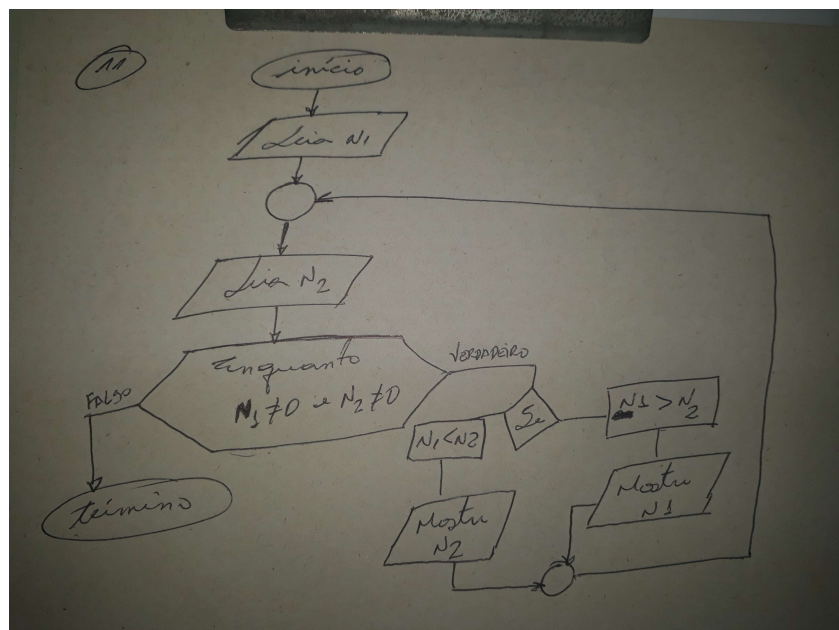 11
início
Leia N1
Leia N2
Enquanto
N1 ≠ 0 e N2 ≠ 0
VERDADEIRO
FALSO
Se
N1 < N2
N1 > N2
Mostre
N2
Mostre
N1
término